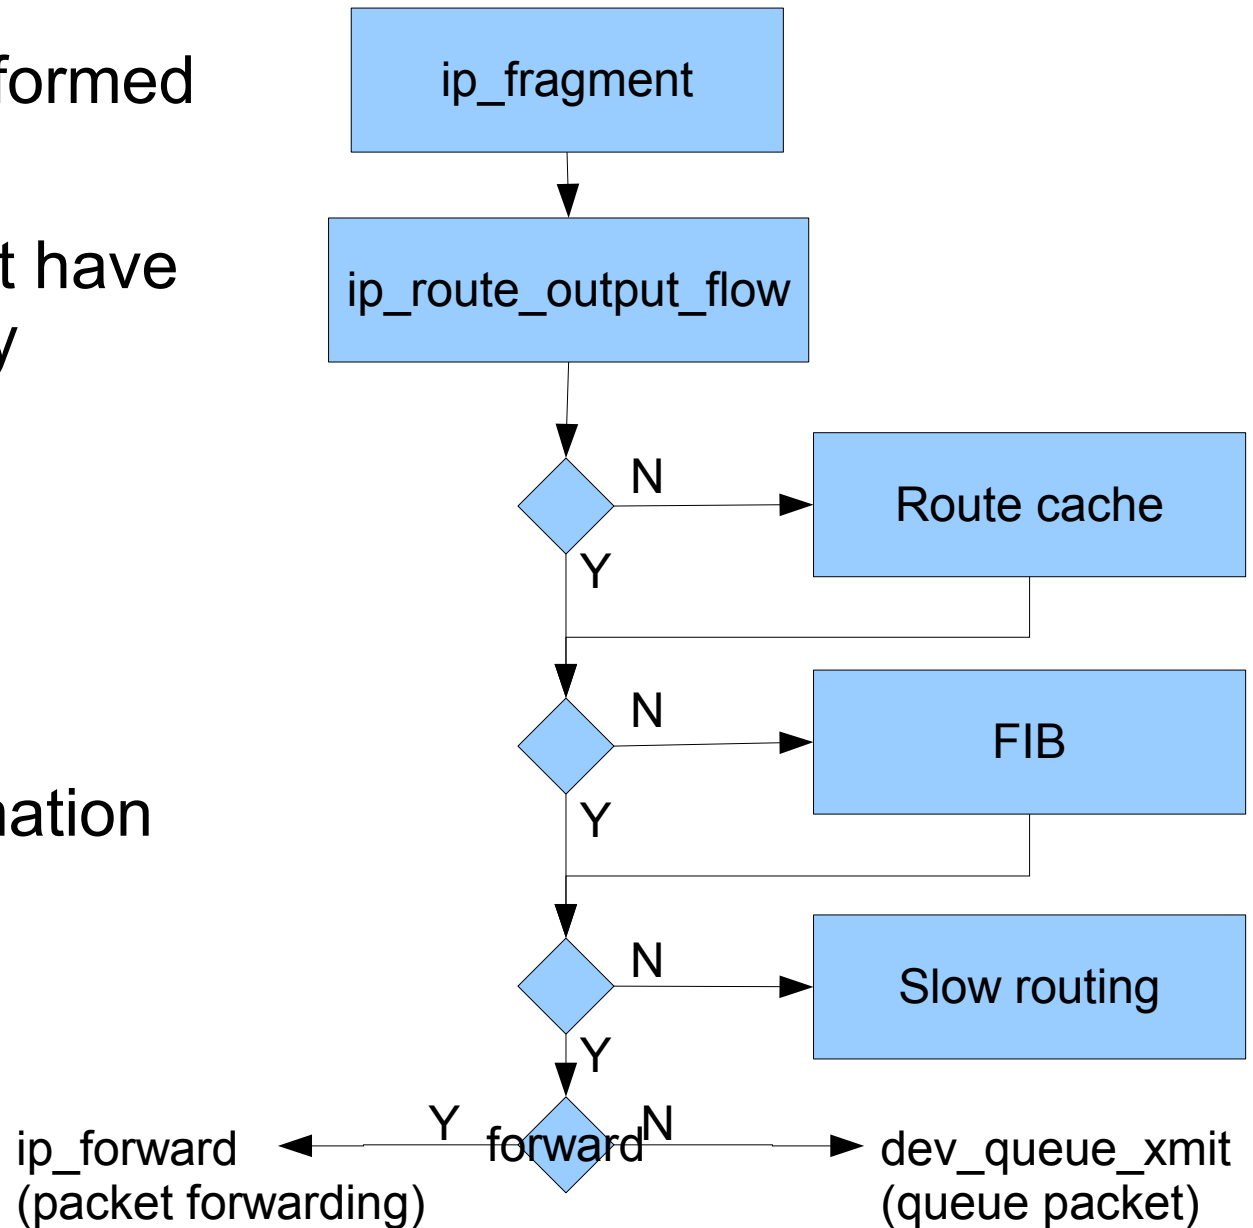 formed
ip_fragment
t have
y
ip_route_output_flow
N
Route cache
Y
N
FIB
Y
nation
N
Slow routing
Y
Y
forward
N
ip_forward
(packet forwarding)
dev_queue_xmit
(queue packet)